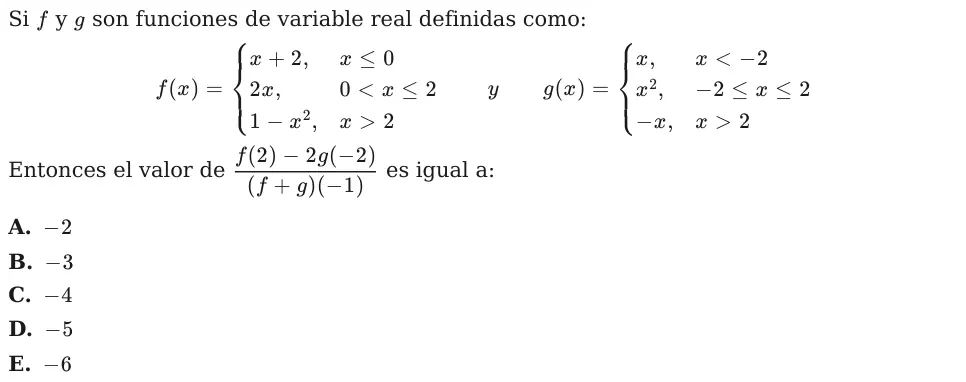 Si f y g son funciones de variable real definidas como:
f(x) = { x + 2, x ≤ 0
2x, 0 < x ≤ 2
1 − x², x > 2
y g(x) = { x, x < −2
x², −2 ≤ x ≤ 2
−x, x > 2
Entonces el valor de (f(2) − 2g(−2))/((f + g)(−1)) es igual a:
A. −2
B. −3
C. −4
D. −5
E. −6